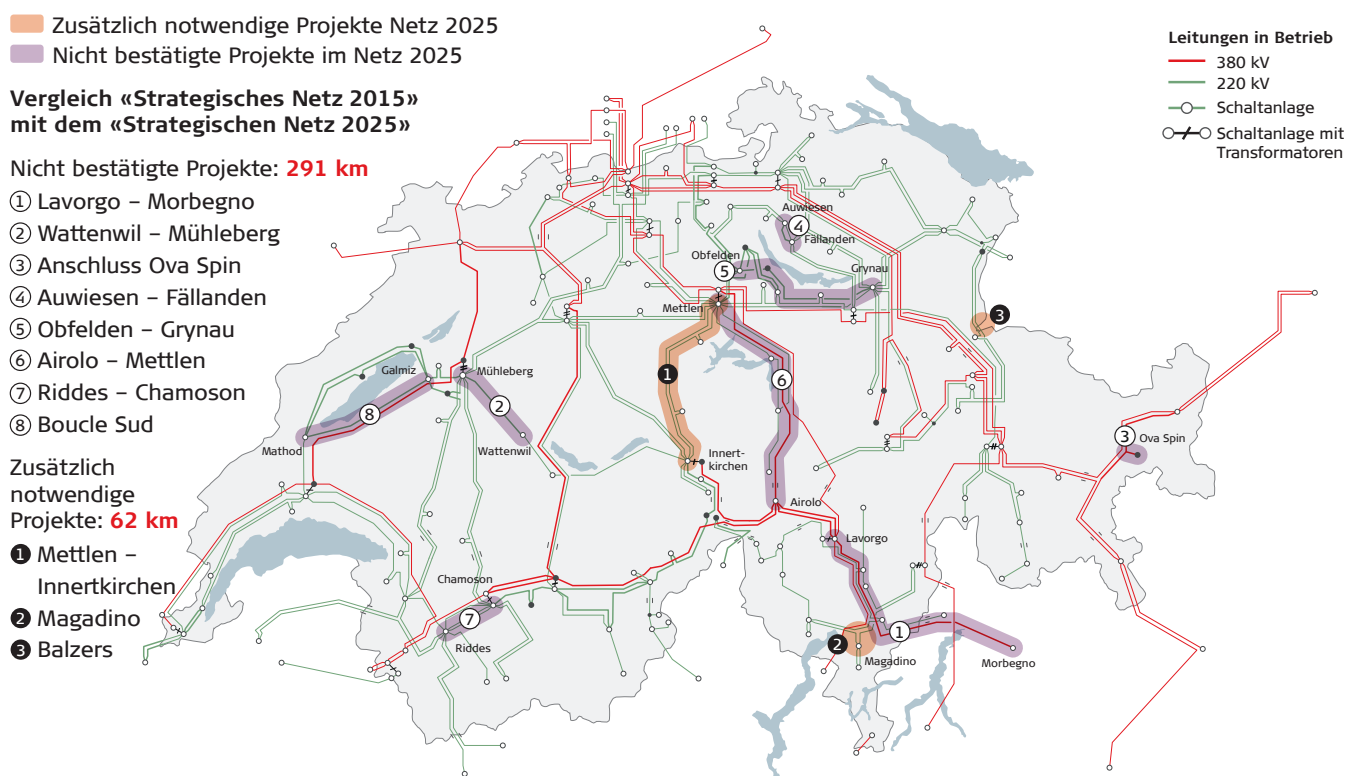 Zusätzlich notwendige Projekte Netz 2025
Nicht bestätigte Projekte im Netz 2025
Vergleich «Strategisches Netz 2015»
mit dem «Strategischen Netz 2025»
Nicht bestätigte Projekte: 291 km
1 Lavorgo – Morbegno
2 Wattenwil – Mühleberg
3 Anschluss Ova Spin
4 Auwiesen – Fällanden
5 Obfelden – Grynau
6 Airolo – Mettlen
7 Riddes – Chamoson
8 Boucle Sud
Zusätzlich
notwendige
Projekte: 62 km
1 Mettlen –
Innertkirchen
2 Magadino
3 Balzers
Leitungen in Betrieb
380 kV
220 kV
Schaltanlage
Schaltanlage mit
Transformatoren
Auwiesen
4
Fällanden
Obfelden
5
Grynau
Mettlen
3
1
6
Galmiz
Mühleberg
2
8
Mathod
Wattenwil
Innert-
kirchen
3
Ova Spin
Airolo
Lavorgo
Chamoson
7
Riddes
1
2
Magadino
Morbegno